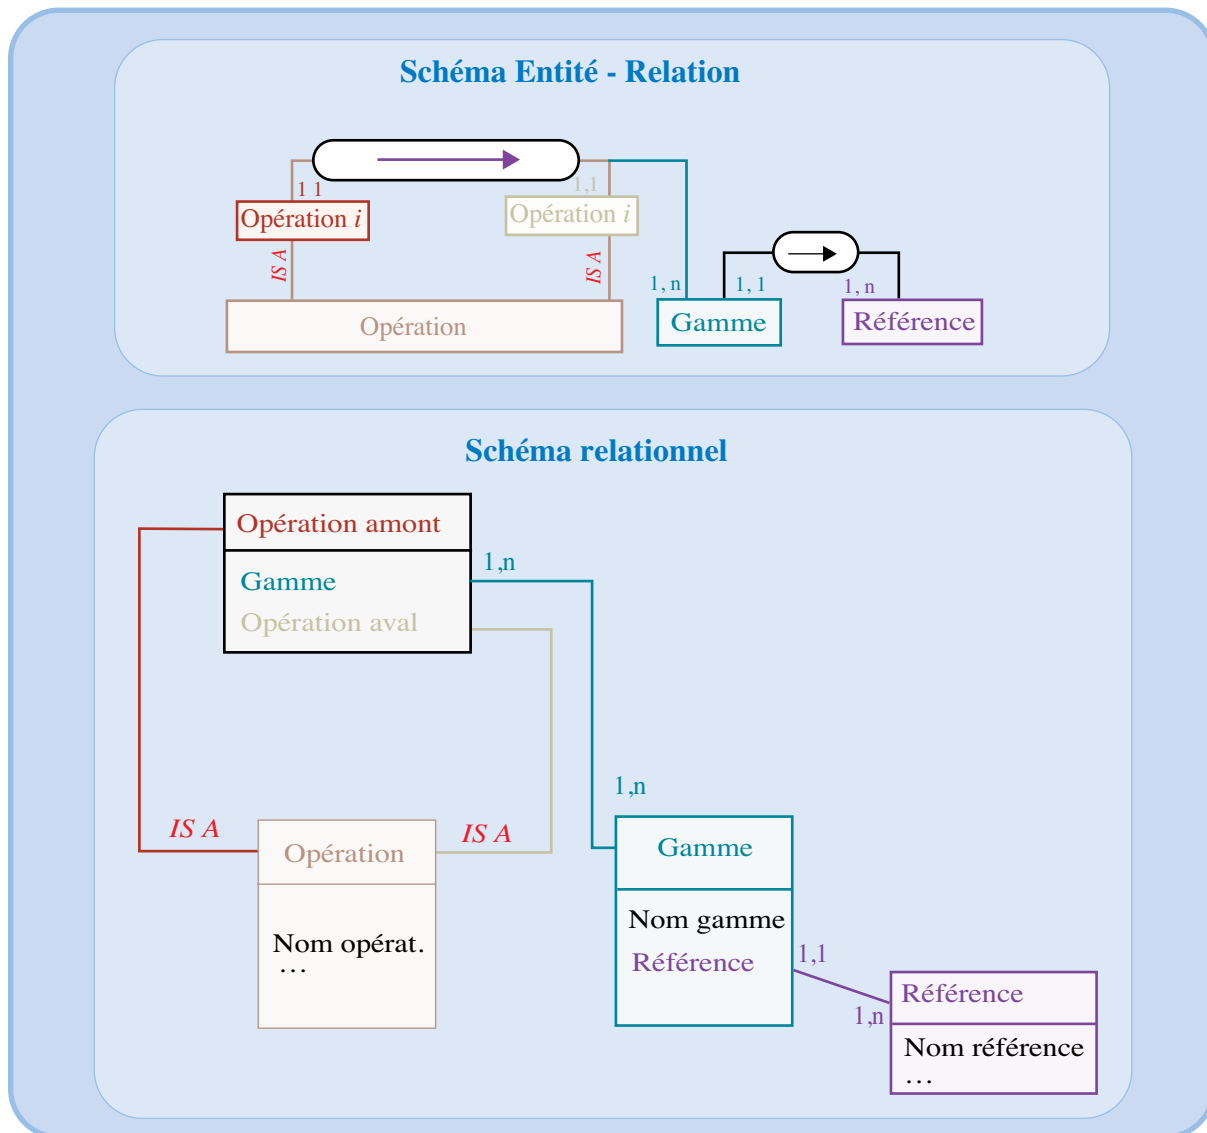 Schéma Entité - Relation
1 1
1,1
Opération i
Opération i
IS A
IS A
1, n
1, 1
1, n
Opération
Gamme
Référence
Schéma relationnel
Opération amont
1,n
Gamme
Opération aval
1,n
IS A
IS A
Opération
Gamme
Nom gamme
Nom opérat.
…
Référence
1,1
Référence
1,n
Nom référence
…